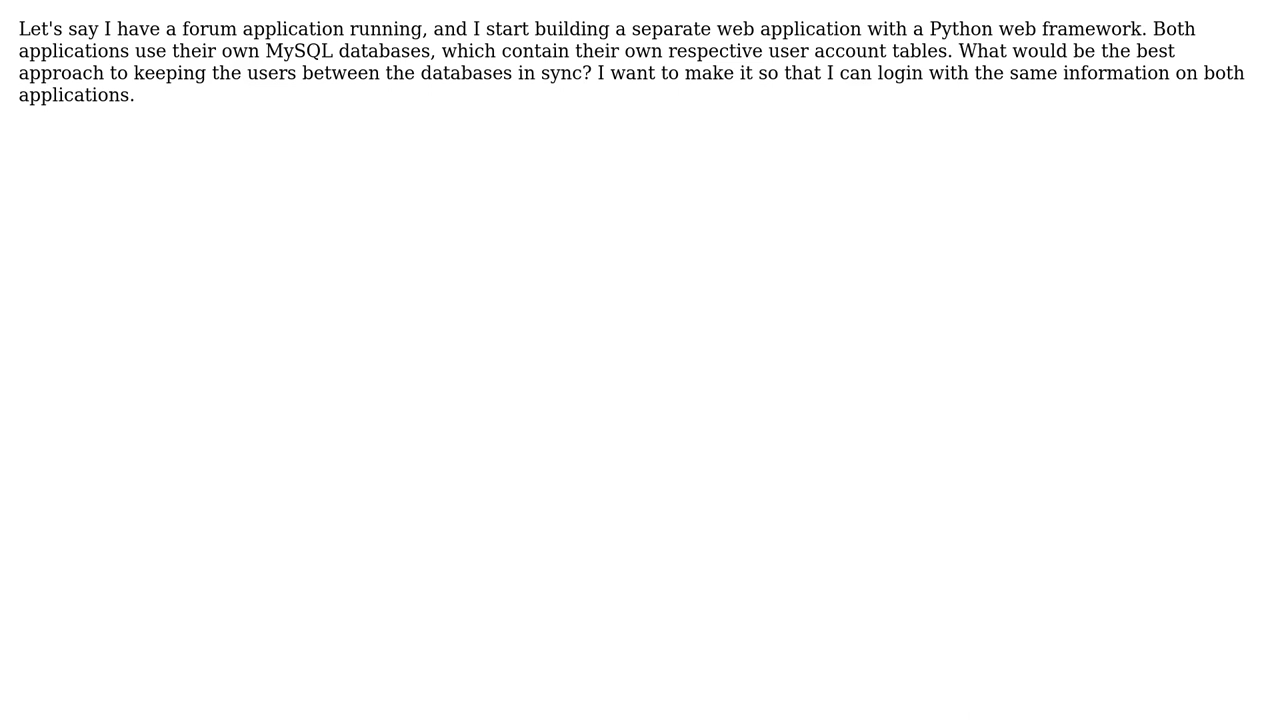 Let's say I have a forum application running, and I start building a separate web application with a Python web framework. Both
applications use their own MySQL databases, which contain their own respective user account tables. What would be the best
approach to keeping the users between the databases in sync? I want to make it so that I can login with the same information on both
applications.